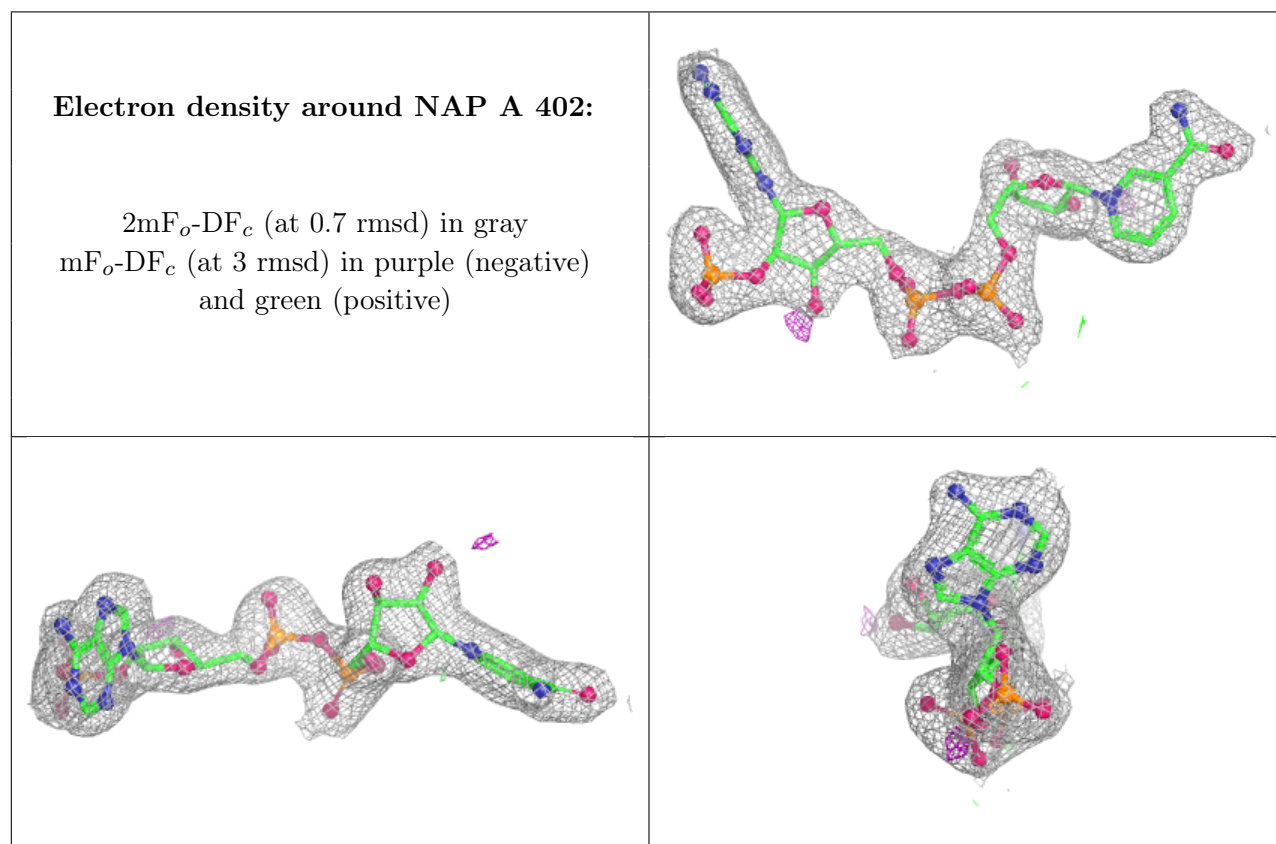 Electron density around NAP A 402:
2mFₒ-DF𝒸 (at 0.7 rmsd) in gray
mFₒ-DF𝒸 (at 3 rmsd) in purple (negative)
and green (positive)